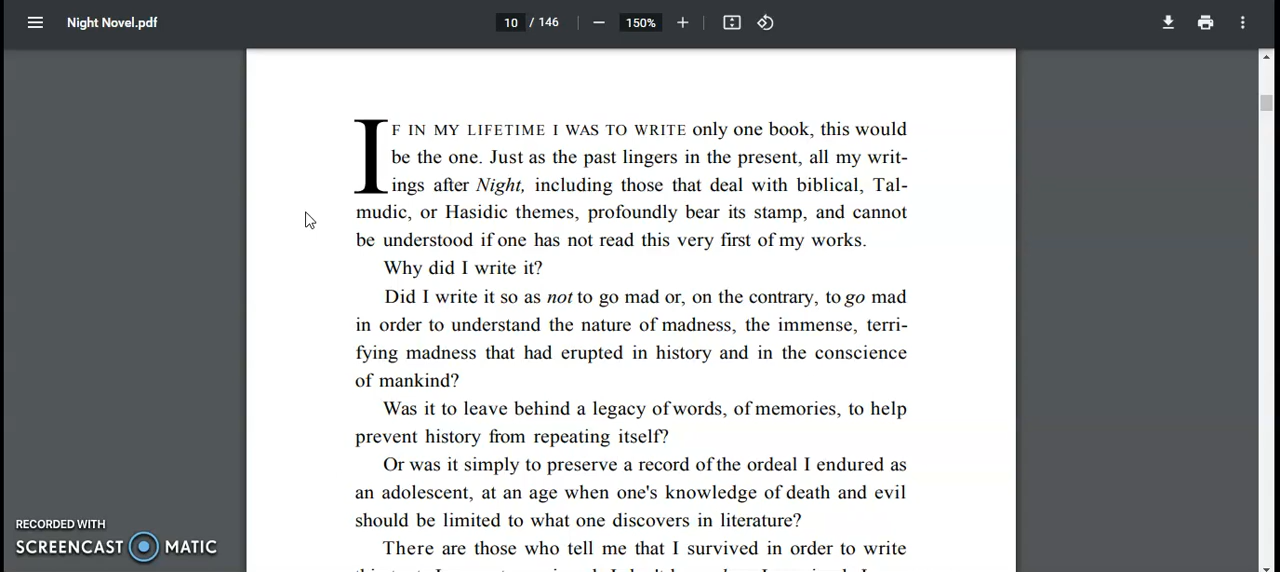 Night Novel.pdf
10 / 146
150%
IF IN MY LIFETIME I WAS TO WRITE only one book, this would
be the one. Just as the past lingers in the present, all my writ-
ings after Night, including those that deal with biblical, Tal-
mudic, or Hasidic themes, profoundly bear its stamp, and cannot
be understood if one has not read this very first of my works.
Why did I write it?
Did I write it so as not to go mad or, on the contrary, to go mad
in order to understand the nature of madness, the immense, terri-
fying madness that had erupted in history and in the conscience
of mankind?
Was it to leave behind a legacy of words, of memories, to help
prevent history from repeating itself?
Or was it simply to preserve a record of the ordeal I endured as
an adolescent, at an age when one's knowledge of death and evil
should be limited to what one discovers in literature?
There are those who tell me that I survived in order to write
RECORDED WITH
SCREENCAST MATIC